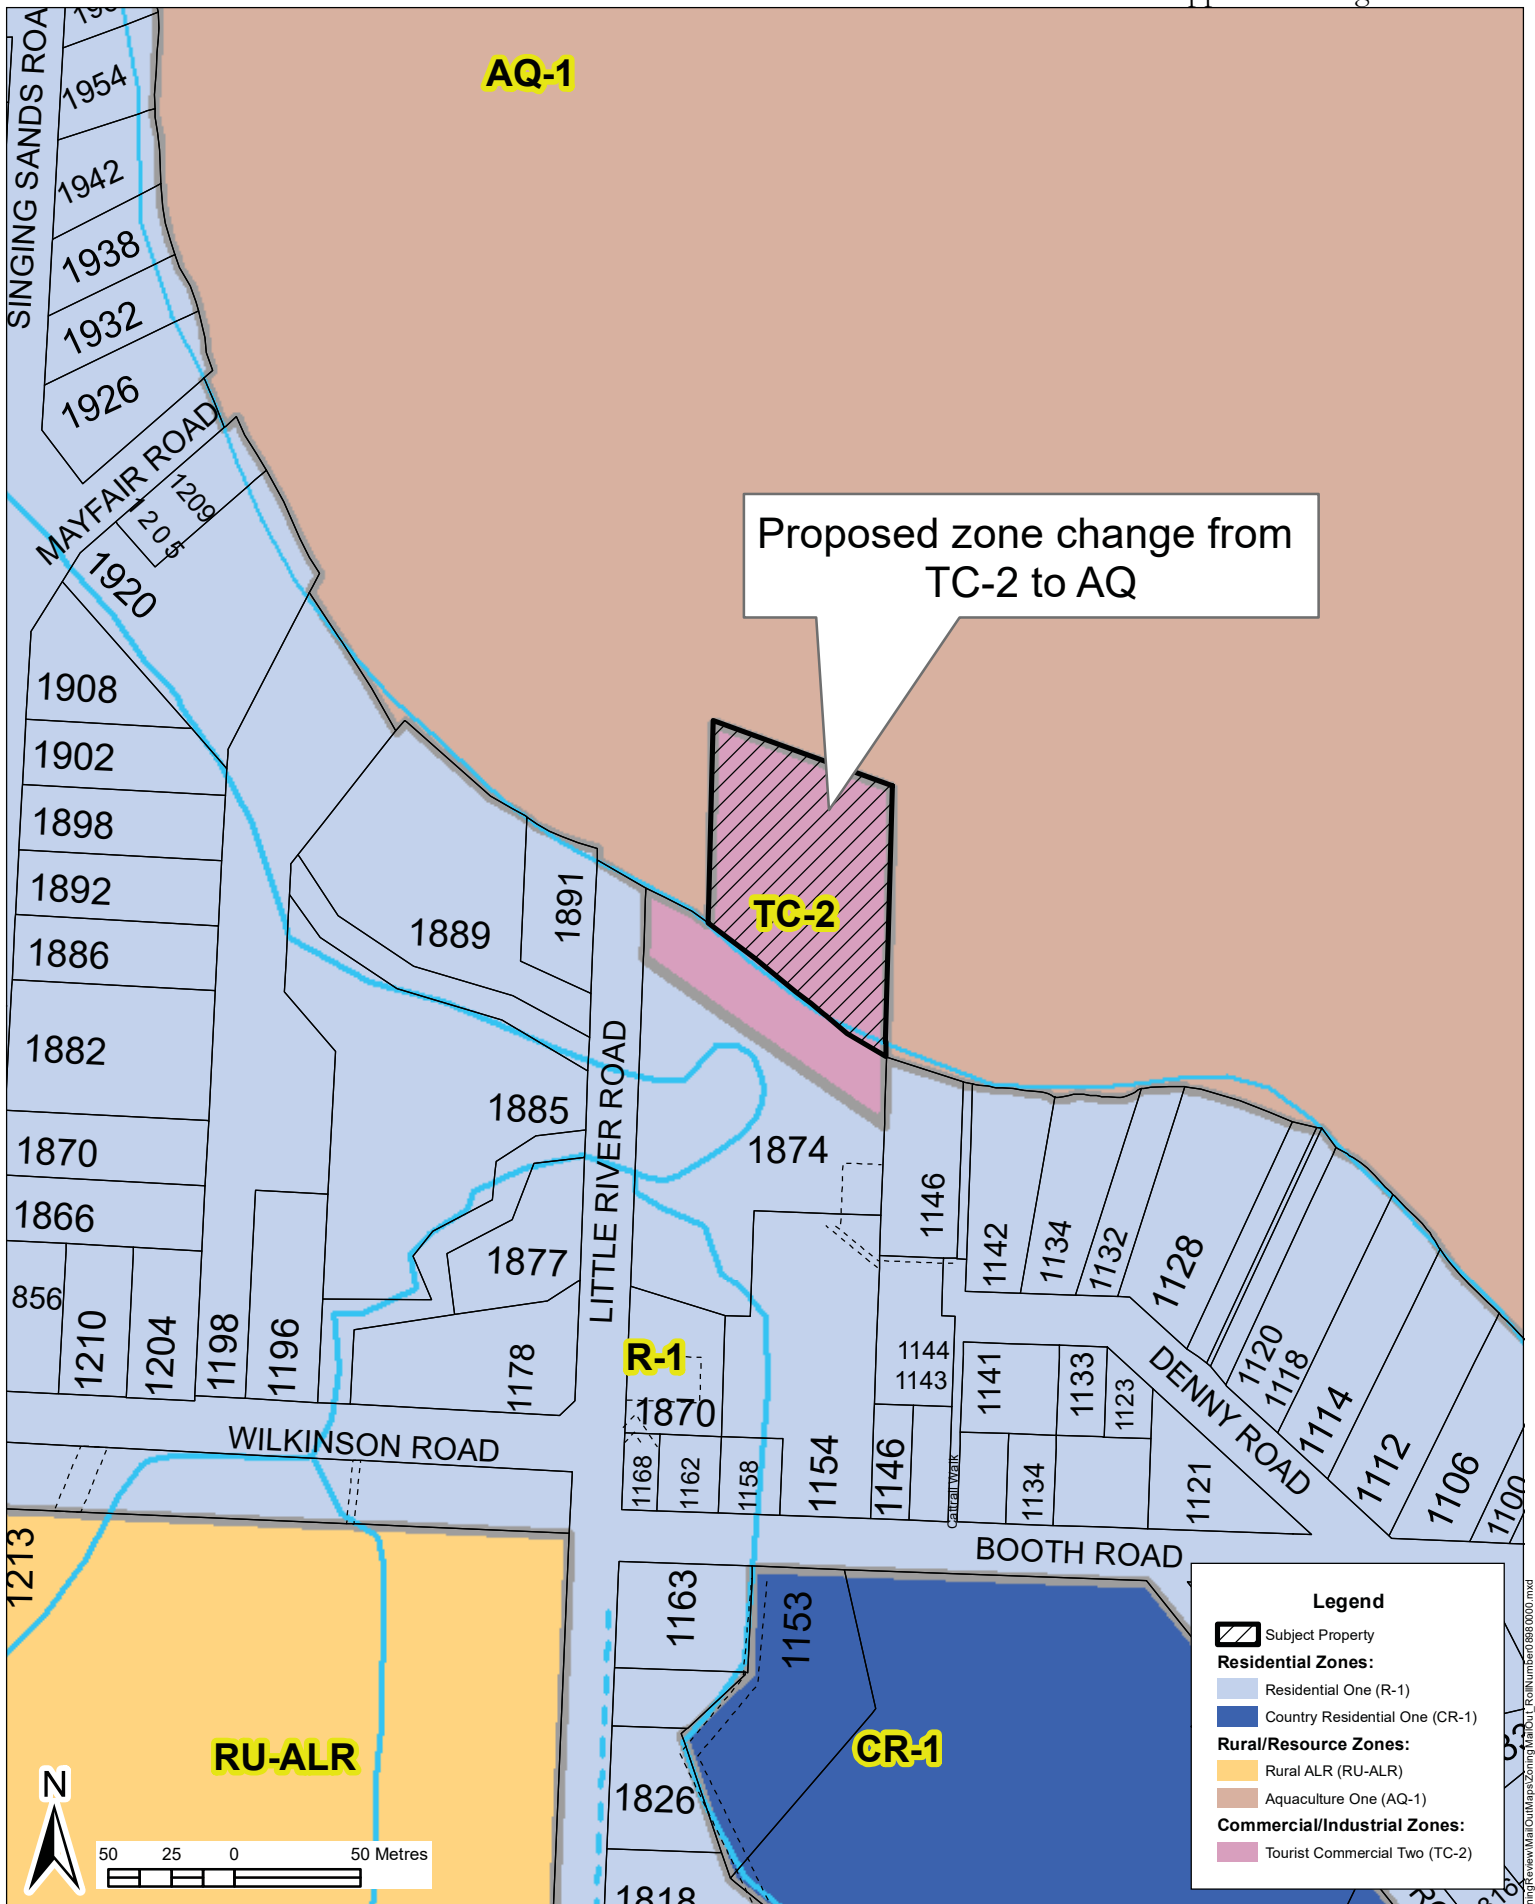 AQ-1
SINGING SANDS ROA
1954
1942
1938
1932
1926
MAYFAIR ROAD
1209
1205
1920
Proposed zone change from
TC-2 to AQ
1908
1902
1898
1892
1886
1882
1870
1866
856
1210
1204
1198
1196
1889
1891
TC-2
1885
1877
1178
LITTLE RIVER ROAD
1874
1146
1142
1134
1132
1128
1120
1118
1114
1112
1106
1100
DENNY ROAD
R-1
1870
1168
1162
1158
1154
1144
1143
1146
1141
1133
1123
1134
1121
Cattrail Walk
WILKINSON ROAD
BOOTH ROAD
1213
RU-ALR
1163
1153
CR-1
1826
1818
N
50 25 0 50 Metres
Legend
Subject Property
Residential Zones:
Residential One (R-1)
Country Residential One (CR-1)
Rural/Resource Zones:
Rural ALR (RU-ALR)
Aquaculture One (AQ-1)
Commercial/Industrial Zones:
Tourist Commercial Two (TC-2)